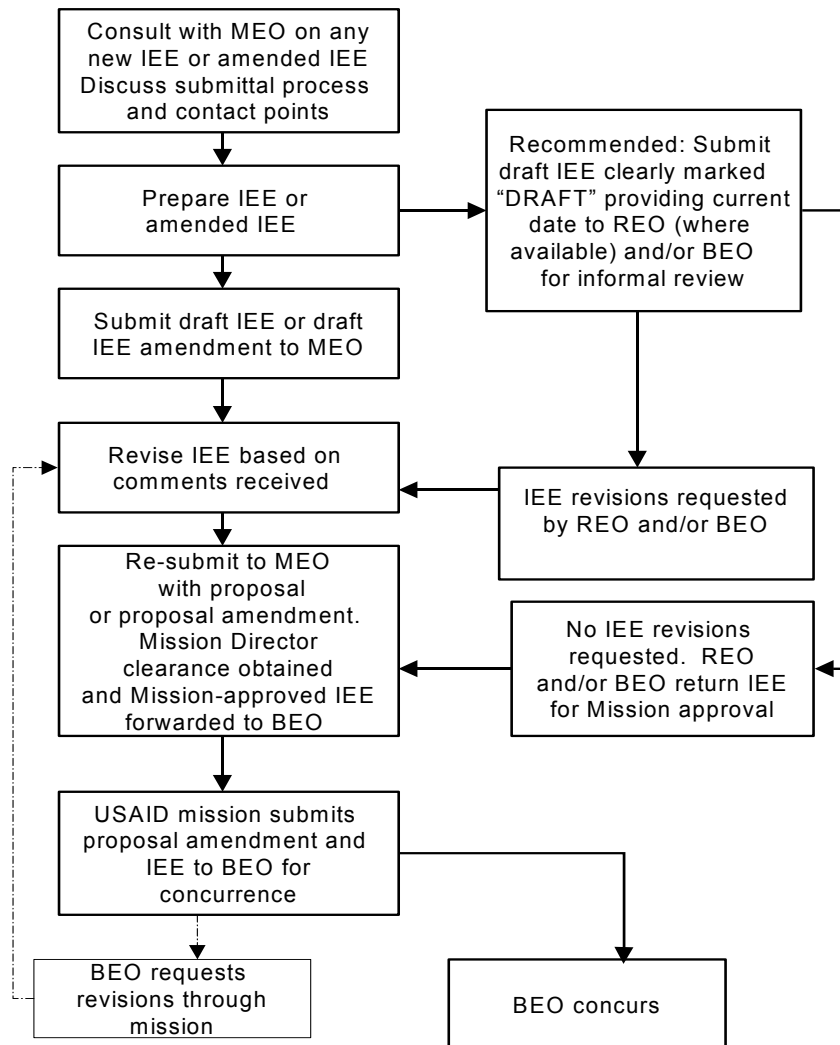 Consult with MEO on any
new IEE or amended IEE
Discuss submittal process
and contact points
Recommended: Submit
draft IEE clearly marked
“DRAFT” providing current
date to REO (where
available) and/or BEO
for informal review
Prepare IEE or
amended IEE
Submit draft IEE or draft
IEE amendment to MEO
Revise IEE based on
comments received
IEE revisions requested
by REO and/or BEO
Re-submit to MEO
with proposal
or proposal amendment.
Mission Director
clearance obtained
and Mission-approved IEE
forwarded to BEO
No IEE revisions
requested.  REO
and/or BEO return IEE
for Mission approval
USAID mission submits
proposal amendment and
IEE to BEO for
concurrence
BEO requests
revisions through
mission
BEO concurs